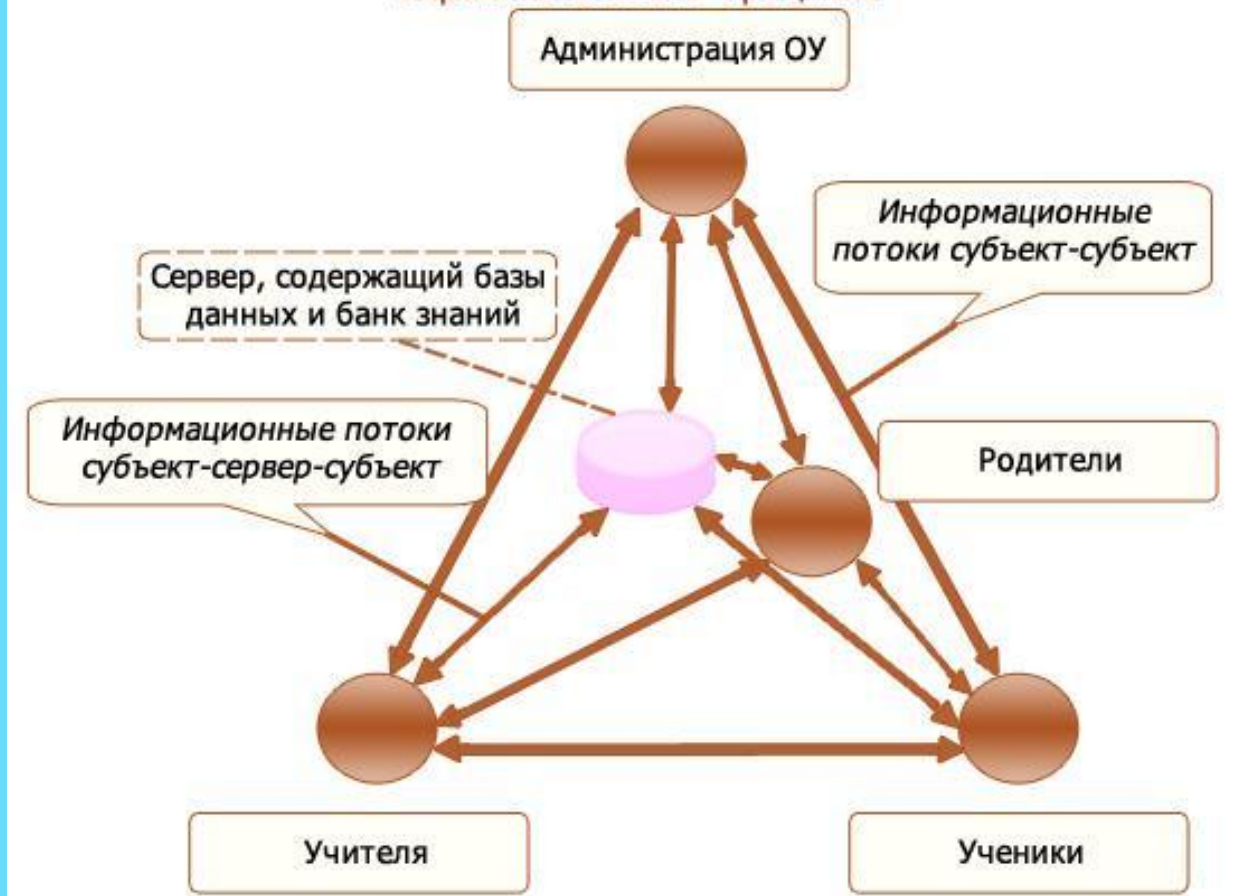 Администрация ОУ
Информационные
потоки субъект-субъект
Сервер, содержащий базы
данных и банк знаний
Информационные потоки
субъект-сервер-субъект
Родители
Учителя
Ученики